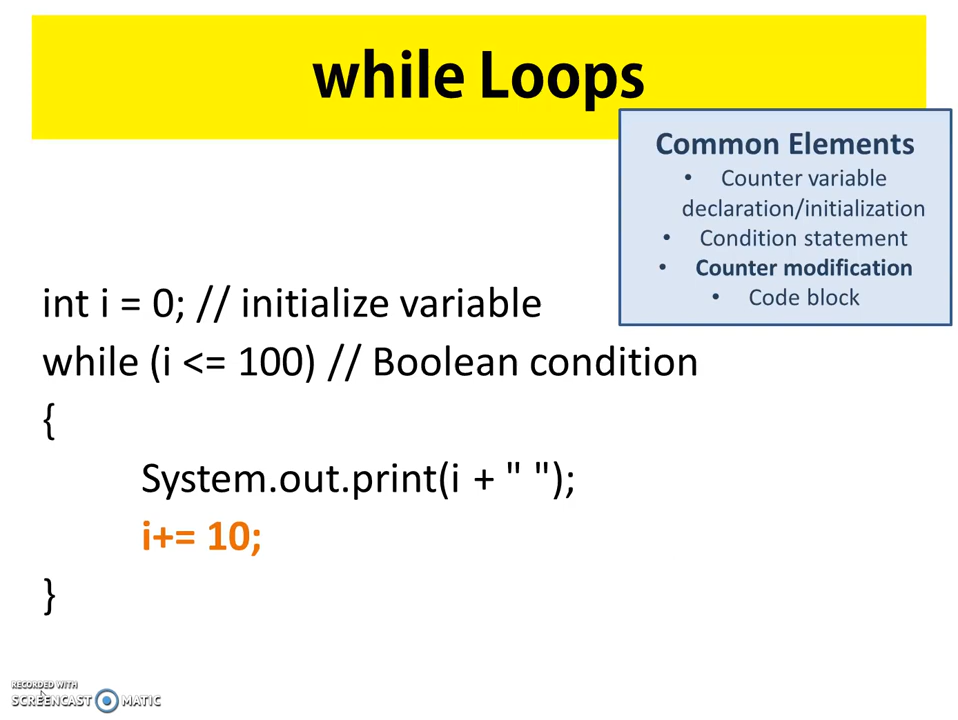 while Loops
Common Elements
• Counter variable
declaration/initialization
• Condition statement
• Counter modification
• Code block
int i = 0; // initialize variable
while (i <= 100) // Boolean condition
{
System.out.print(i + " ");
i+= 10;
}
RECORDED WITH
SCREENCAST MATIC